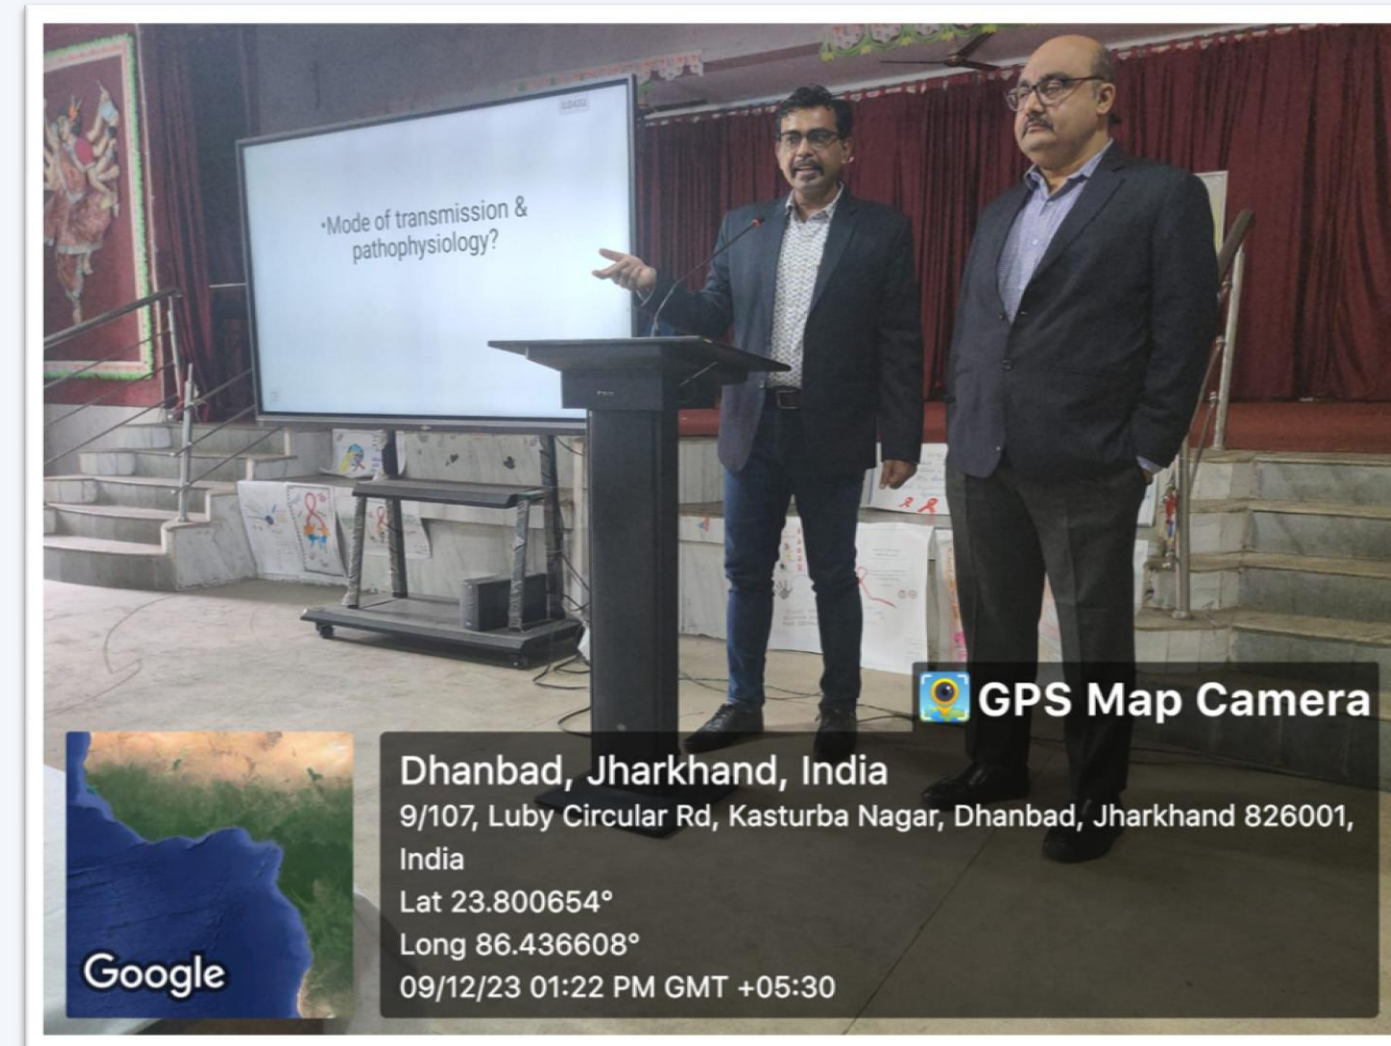 •Mode of transmission &
pathophysiology?
GPS Map Camera
Dhanbad, Jharkhand, India
9/107, Luby Circular Rd, Kasturba Nagar, Dhanbad, Jharkhand 826001,
India
Lat 23.800654°
Long 86.436608°
09/12/23 01:22 PM GMT +05:30
Google